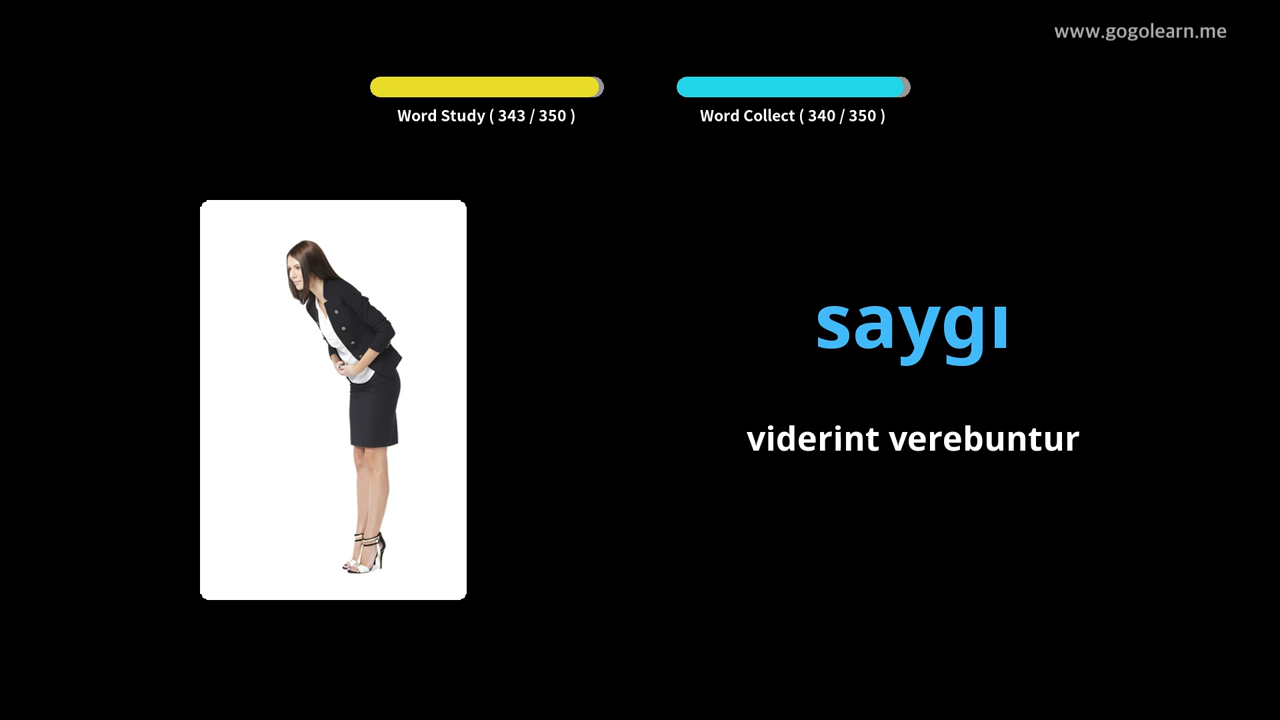 www.gogolearn.me
Word Study ( 343 / 350 )
Word Collect ( 340 / 350 )
saygı
viderint verebuntur